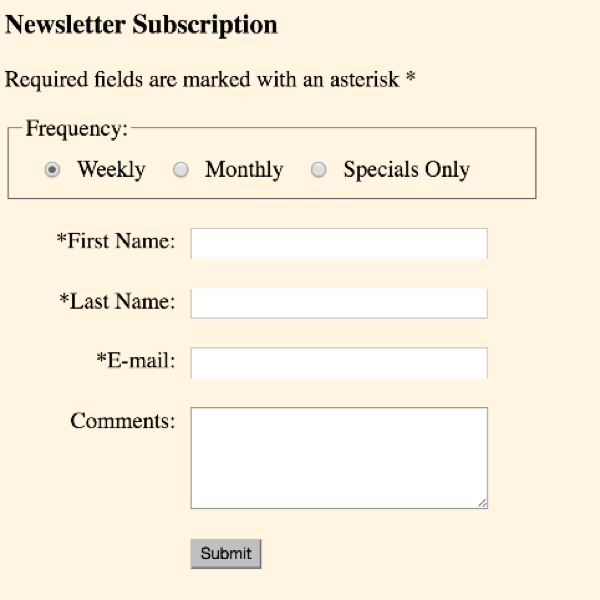 Newsletter Subscription
Required fields are marked with an asterisk *
Frequency:
Weekly Monthly Specials Only
*First Name:
*Last Name:
*E-mail:
Comments:
Submit